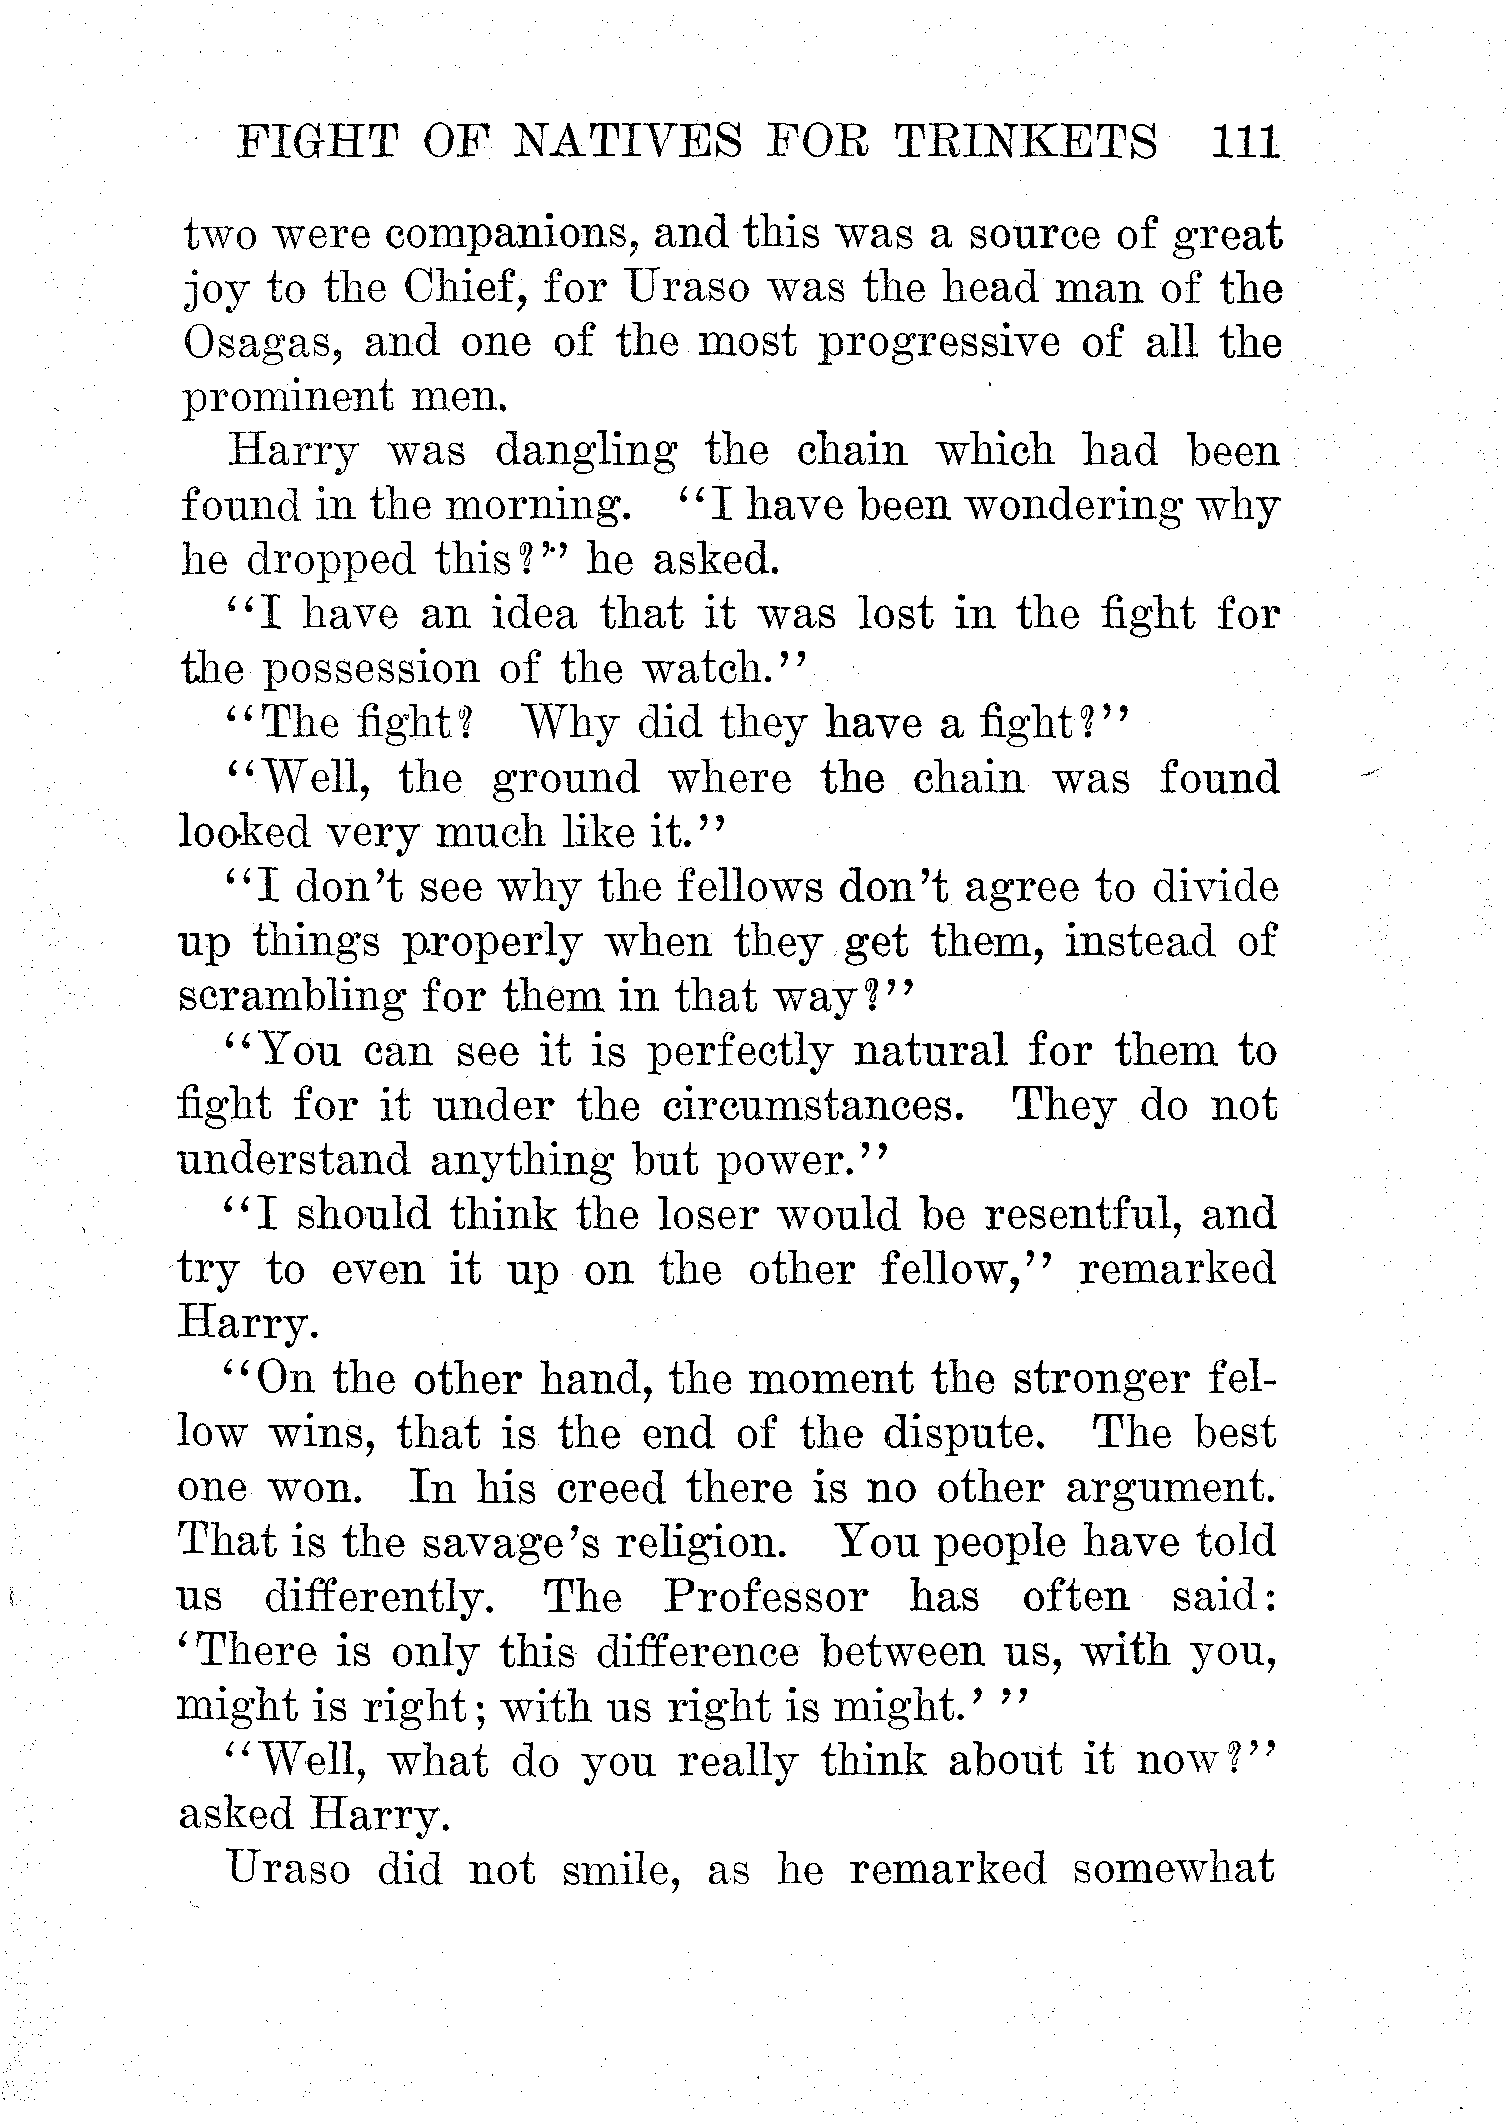 FIGHT OF NATIVES FOR TRINKETS 111
two were companions, and this was a source of great
joy to the Chief, for Uraso was the head man of the
Osagas, and one of the most progressive of all the
prominent men.
Harry was dangling the chain which had been
found in the morning. "I have been wondering why
he dropped this?" he asked.
"I have an idea that it was lost in the fight for
the possession of the watch."
"The fight? Why did they have a fight?"
"Well, the ground where the chain was found
looked very much like it."
"I don't see why the fellows don't agree to divide
up things properly when they get them, instead of
scrambling for them in that way?"
"You can see it is perfectly natural for them to
fight for it under the circumstances. They do not
understand anything but power."
"I should think the loser would be resentful, and
try to even it up on the other fellow," remarked
Harry.
"On the other hand, the moment the stronger fel-
low wins, that is the end of the dispute. The best
one won. In his creed there is no other argument.
That is the savage's religion. You people have told
us differently. The Professor has often said:
'There is only this difference between us, with you,
might is right; with us right is might.' "
"Well, what do you really think about it now?"
asked Harry.
Uraso did not smile, as he remarked somewhat